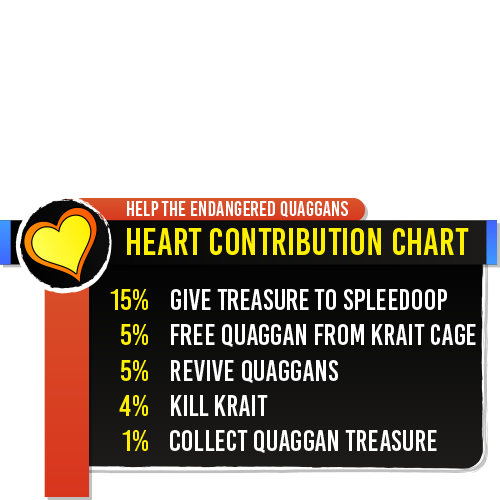 HELP THE ENDANGERED QUAGGANS
HEART CONTRIBUTION CHART
15% GIVE TREASURE TO SPLEEDOOP
5% FREE QUAGGAN FROM KRAIT CAGE
5% REVIVE QUAGGANS
4% KILL KRAIT
1% COLLECT QUAGGAN TREASURE